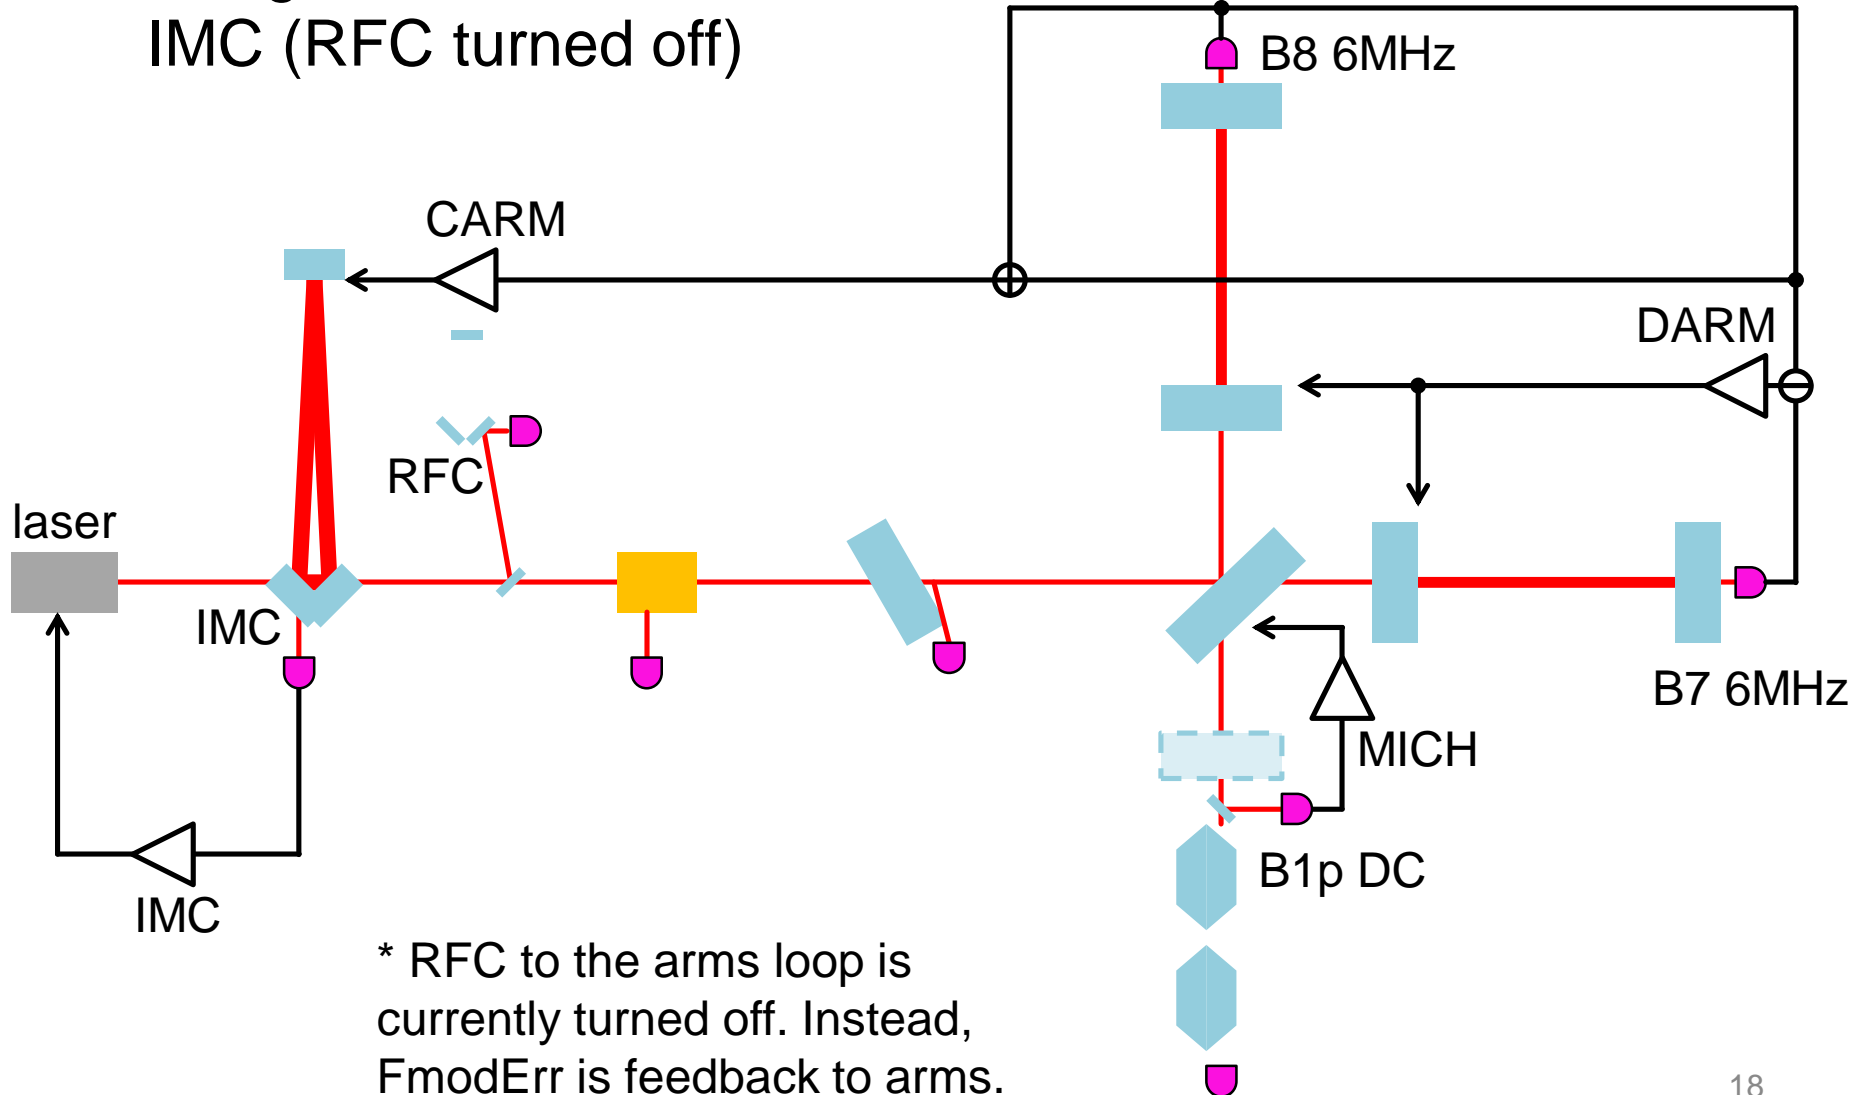 IMC (RFC turned off)
B8 6MHz
CARM
DARM
RFC
laser
IMC
B7 6MHz
MICH
B1p DC
IMC
* RFC to the arms loop is
currently turned off. Instead,
FmodErr is feedback to arms.
18